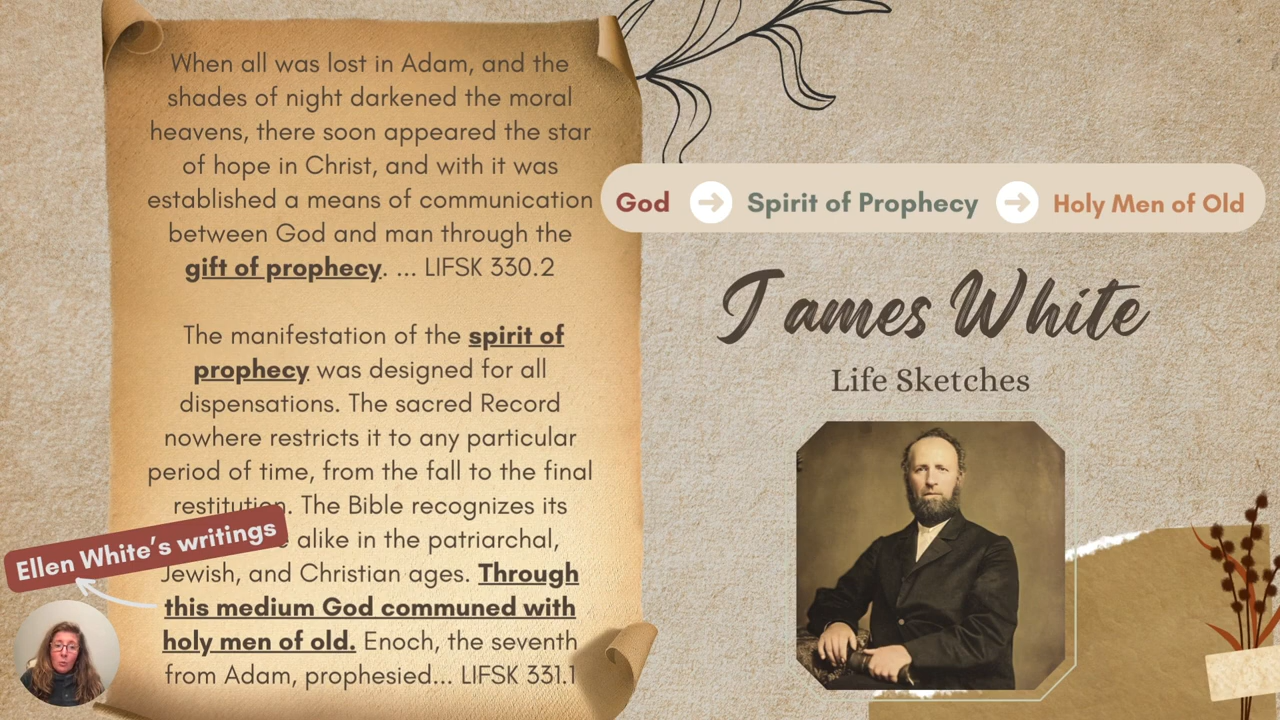 When all was lost in Adam, and the
shades of night darkened the moral
heavens, there soon appeared the star
of hope in Christ, and with it was
established a means of communication
between God and man through the
gift of prophecy. ... LIFSK 330.2
The manifestation of the spirit of
prophecy was designed for all
dispensations. The sacred Record
nowhere restricts it to any particular
period of time, from the fall to the final
restitution. The Bible recognizes its
alike in the patriarchal,
Jewish, and Christian ages. Through
this medium God communed with
holy men of old. Enoch, the seventh
from Adam, prophesied... LIFSK 331.1
Ellen White's writings
God → Spirit of Prophecy → Holy Men of Old
James White
Life Sketches